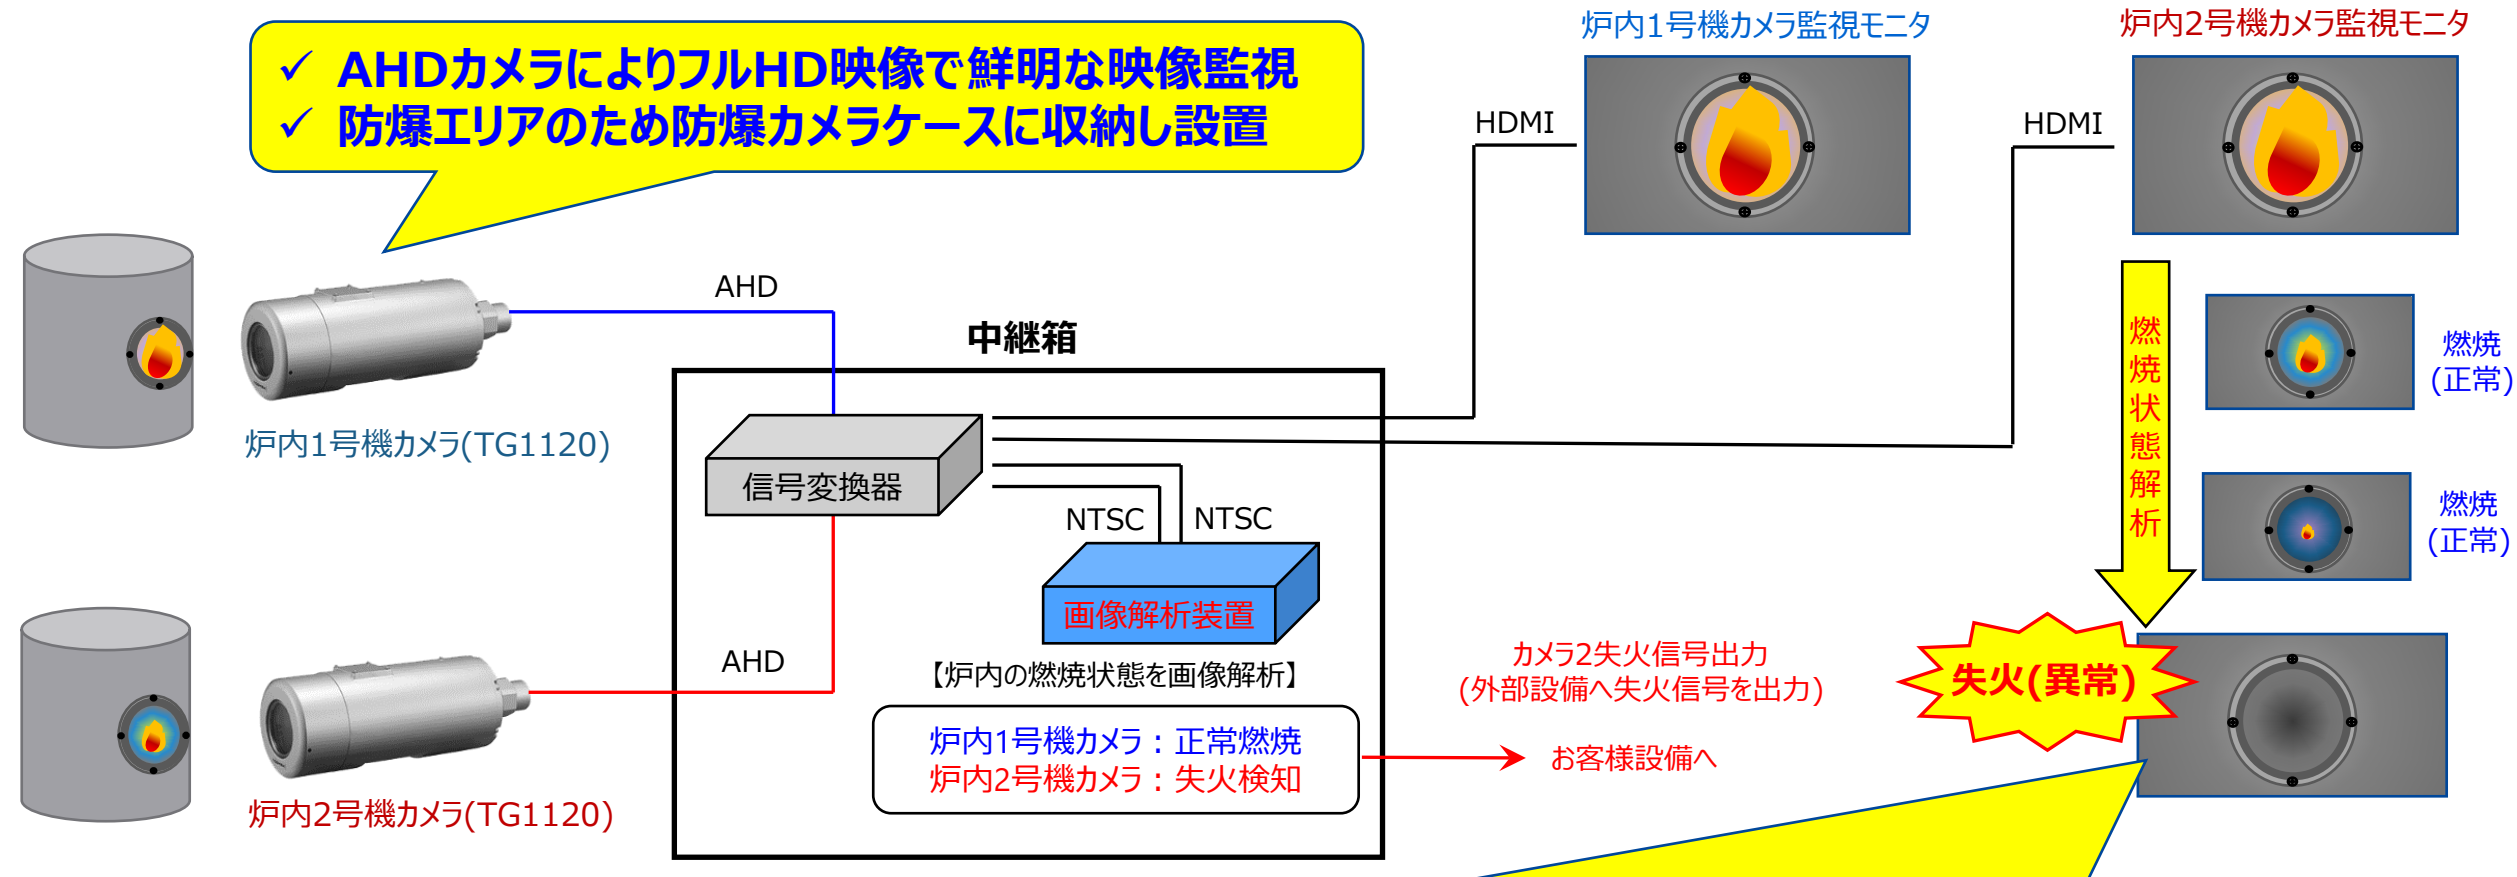 炉内1号機カメラ監視モニタ
炉内2号機カメラ監視モニタ
✓ AHDカメラによりフルHD映像で鮮明な映像監視
✓ 防爆エリアのため防爆カメラケースに収納し設置
HDMI
HDMI
AHD
中継箱
炉内1号機カメラ(TG1120)
信号変換器
NTSC
NTSC
画像解析装置
AHD
【炉内の燃焼状態を画像解析】
炉内1号機カメラ：正常燃焼
炉内2号機カメラ：失火検知
炉内2号機カメラ(TG1120)
カメラ2失火信号出力
(外部設備へ失火信号を出力)
お客様設備へ
燃焼状態解析
燃焼
(正常)
燃焼
(正常)
失火(異常)